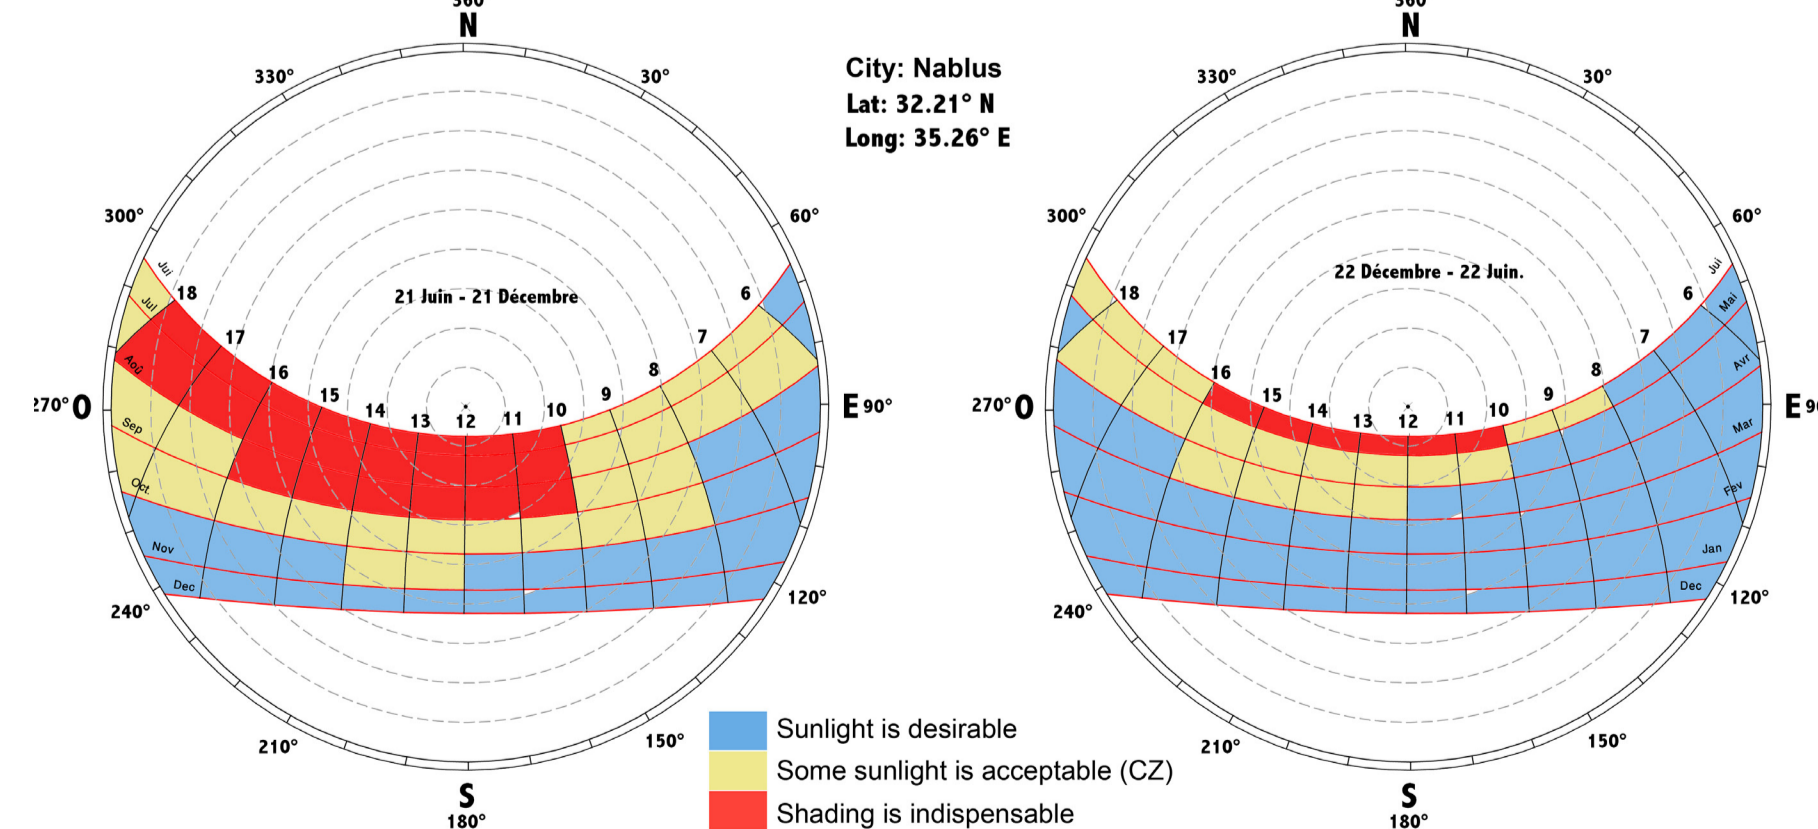 360
N
330°
30°
300°
60°
21 Juin - 21 Décembre
Jui
Jul
Aoû
Sep
Oct.
Nov
Dec
18
17
16
15
14
13
12
11
10
9
8
7
6
270° O
E 90°
240°
120°
210°
150°
S
180°
City: Nablus
Lat: 32.21° N
Long: 35.26° E
360
N
330°
30°
300°
60°
22 Décembre - 22 Juin.
18
17
16
15
14
13
12
11
10
9
8
7
6
Jui
Mai
Avr
Mar
Fev
Jan
Dec
270° O
E 9
240°
120°
210°
150°
S
180°
Sunlight is desirable
Some sunlight is acceptable (CZ)
Shading is indispensable